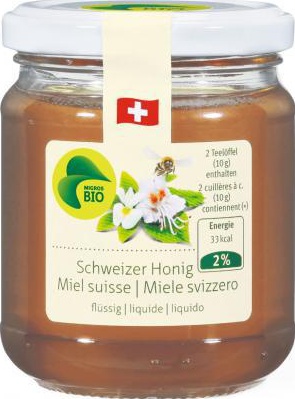 MIGROS
BIO
2 Teelöffel
(10 g)
enthalten
2 cuillères à c.
(10 g)
contiennent (*)
Energie
33 kcal
2%
Schweizer Honig
Miel suisse | Miele svizzero
flüssig | liquide | liquido